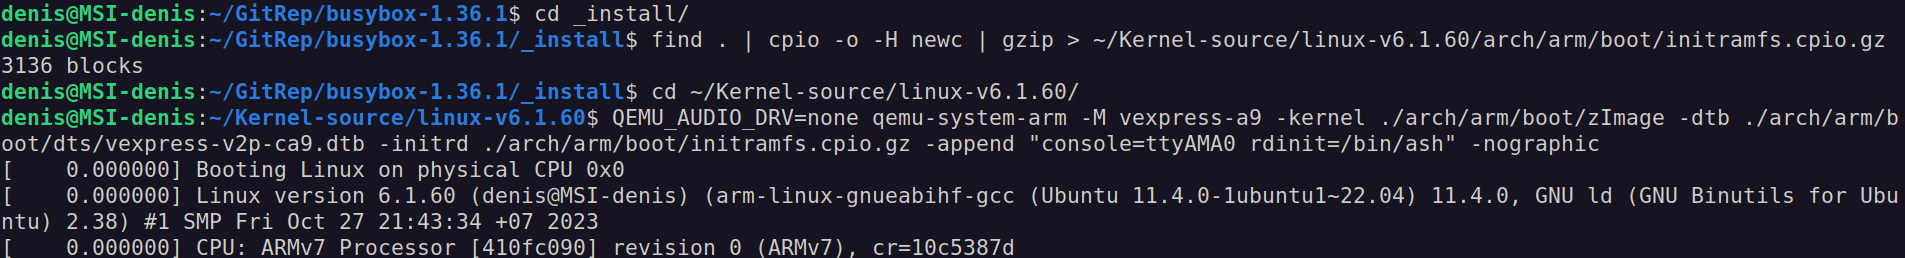 denis@MSI-denis:~/GitRep/busybox-1.36.1$ cd _install/
denis@MSI-denis:~/GitRep/busybox-1.36.1/_install$ find . | cpio -o -H newc | gzip > ~/Kernel-source/linux-v6.1.60/arch/arm/boot/initramfs.cpio.gz
3136 blocks
denis@MSI-denis:~/GitRep/busybox-1.36.1/_install$ cd ~/Kernel-source/linux-v6.1.60/
denis@MSI-denis:~/Kernel-source/linux-v6.1.60$ QEMU_AUDIO_DRV=none qemu-system-arm -M vexpress-a9 -kernel ./arch/arm/boot/zImage -dtb ./arch/arm/b
oot/dts/vexpress-v2p-ca9.dtb -initrd ./arch/arm/boot/initramfs.cpio.gz -append "console=ttyAMA0 rdinit=/bin/ash" -nographic
[    0.000000] Booting Linux on physical CPU 0x0
[    0.000000] Linux version 6.1.60 (denis@MSI-denis) (arm-linux-gnueabihf-gcc (Ubuntu 11.4.0-1ubuntu1~22.04) 11.4.0, GNU ld (GNU Binutils for Ubu
ntu) 2.38) #1 SMP Fri Oct 27 21:43:34 +07 2023
[    0.000000] CPU: ARMv7 Processor [410fc090] revision 0 (ARMv7), cr=10c5387d